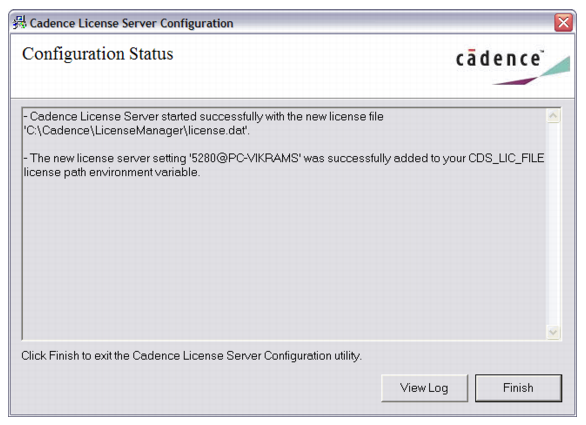 Cadence License Server Configuration
Configuration Status
cādence™
- Cadence License Server started successfully with the new license file
'C:\Cadence\LicenseManager\license.dat'.
- The new license server setting '5280@PC-VIKRAMS' was successfully added to your CDS_LIC_FILE
license path environment variable.
Click Finish to exit the Cadence License Server Configuration utility.
View Log
Finish